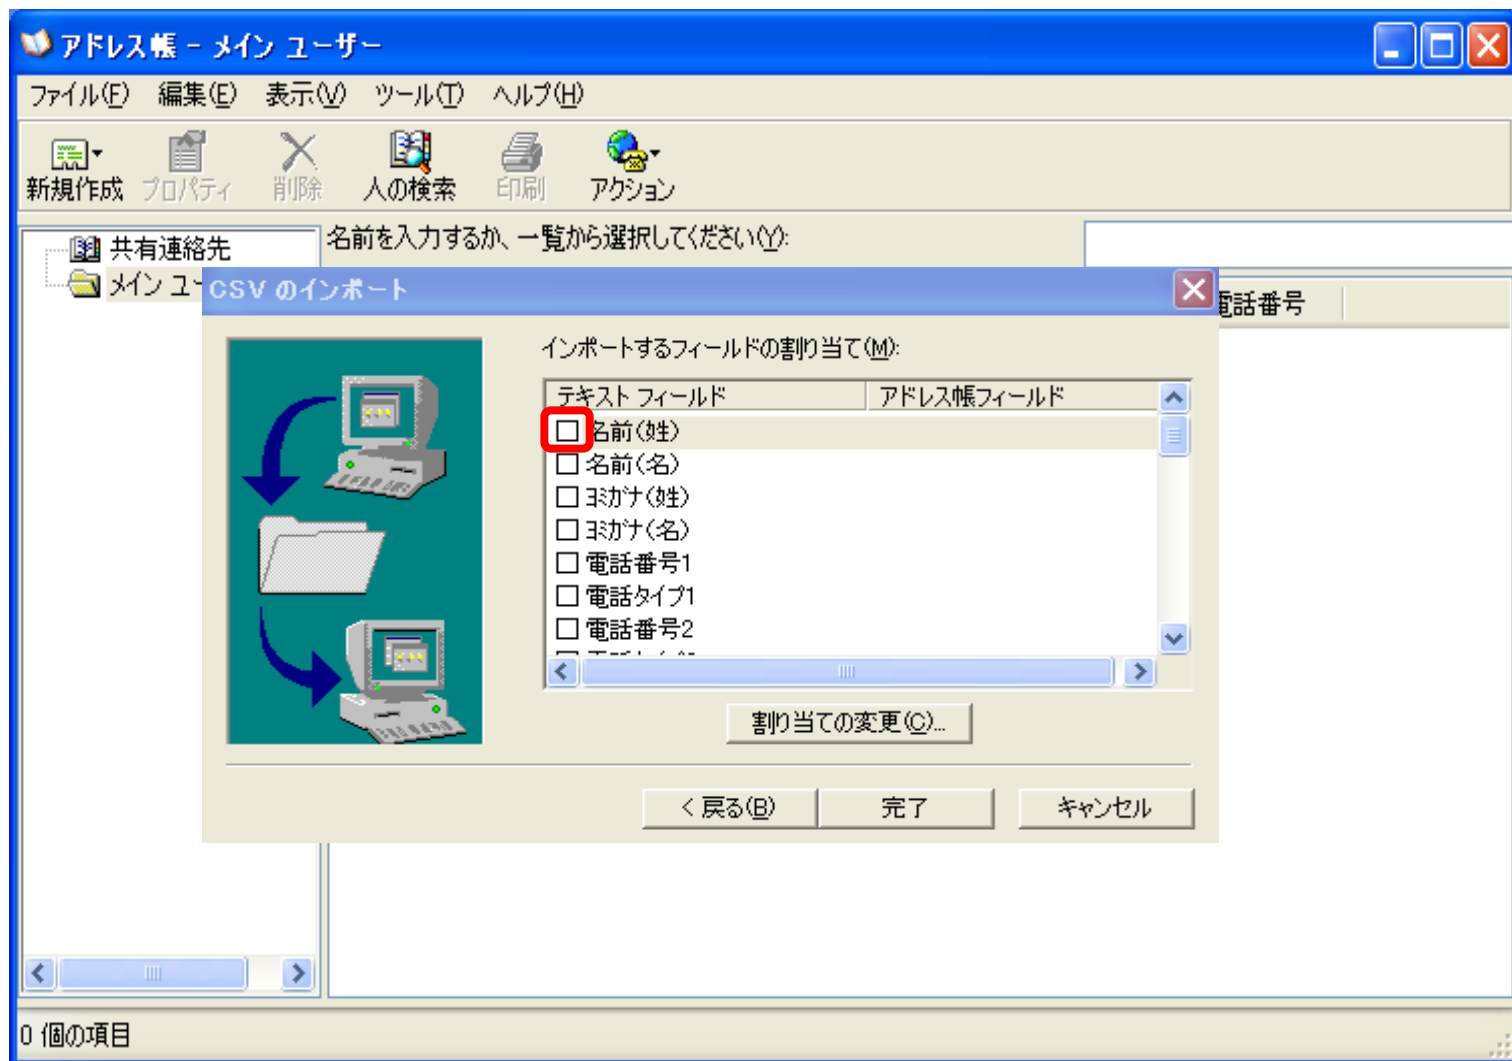 アドレス帳 - メイン ユーザー
ファイル(F) 編集(E) 表示(V) ツール(T) ヘルプ(H)
新規作成 プロパティ 削除 人の検索 印刷 アクション
共有連絡先
メイン ユー
名前を入力するか、一覧から選択してください(Y):
電話番号
CSV のインポート
インポートするフィールドの割り当て(M):
テキスト フィールド アドレス帳フィールド
名前(姓)
名前(名)
ﾖﾐｶﾞﾅ(姓)
ﾖﾐｶﾞﾅ(名)
電話番号1
電話タイプ1
電話番号2
割り当ての変更(C)...
< 戻る(B) 完了 キャンセル
0 個の項目